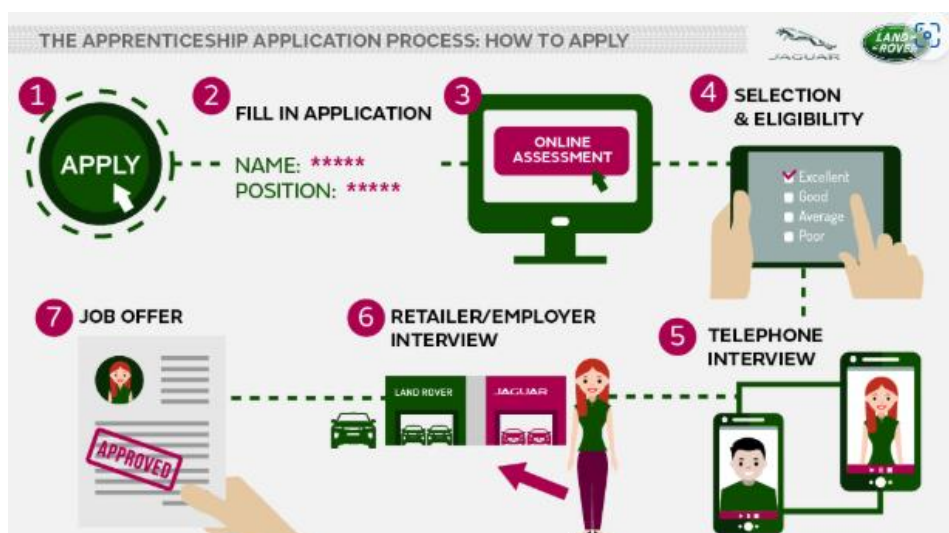 THE APPRENTICESHIP APPLICATION PROCESS: HOW TO APPLY
JAGUAR
LAND-
-ROVER
1
APPLY
2
FILL IN APPLICATION
NAME: *****
POSITION: *****
3
ONLINE
ASSESSMENT
4
SELECTION
& ELIGIBILITY
Excellent
Good
Average
Poor
5
TELEPHONE
INTERVIEW
6
RETAILER/EMPLOYER
INTERVIEW
LAND ROVER
JAGUAR
7
JOB OFFER
APPROVED